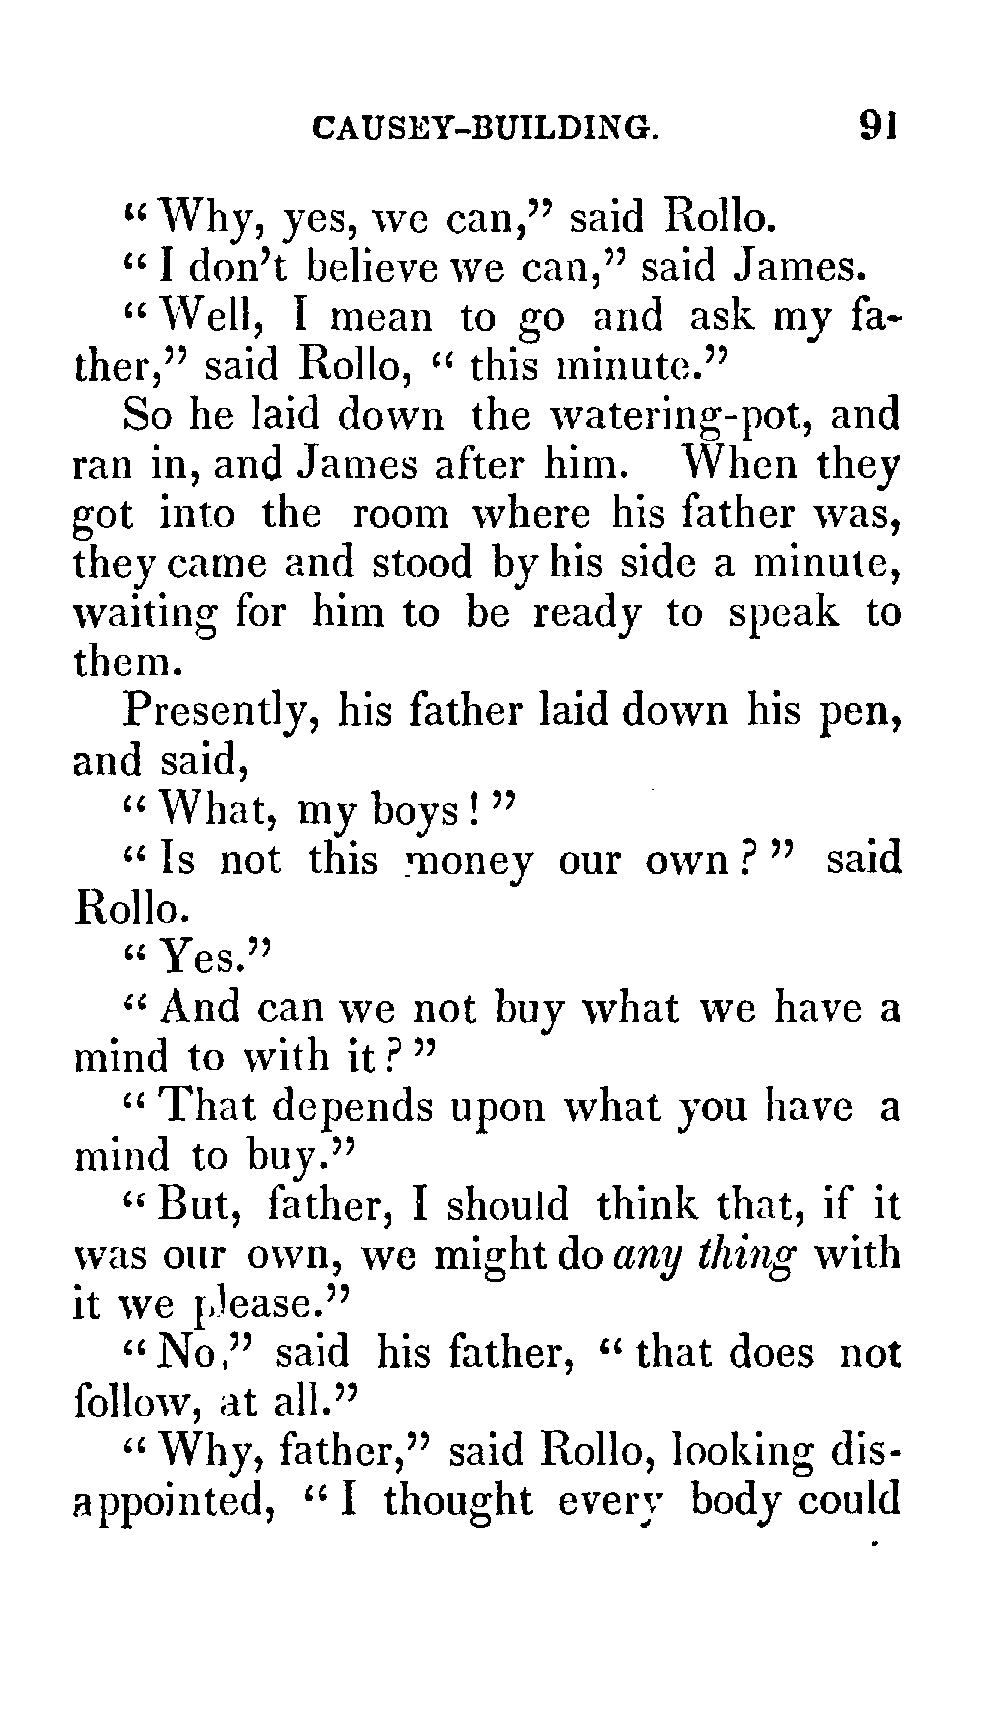 CAUSEY-BUILDING. 91
“Why, yes, we can,” said Rollo.
“I don’t believe we can,” said James.
“Well, I mean to go and ask my fa-
ther,” said Rollo, “this minute.”
So he laid down the watering-pot, and
ran in, and James after him. When they
got into the room where his father was,
they came and stood by his side a minute,
waiting for him to be ready to speak to
them.
Presently, his father laid down his pen,
and said,
“What, my boys!”
“Is not this money our own?” said
Rollo.
“Yes.”
“And can we not buy what we have a
mind to with it?”
“That depends upon what you have a
mind to buy.”
“But, father, I should think that, if it
was our own, we might do any thing with
it we please.”
“No,” said his father, “that does not
follow, at all.”
“Why, father,” said Rollo, looking dis-
appointed, “I thought every body could